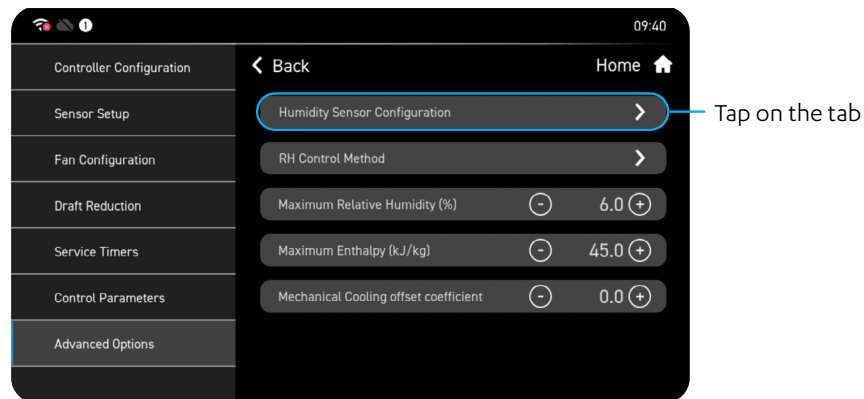 1 09:40
Controller Configuration
Sensor Setup
Fan Configuration
Draft Reduction
Service Timers
Control Parameters
Advanced Options
Back Home
Humidity Sensor Configuration
RH Control Method
Maximum Relative Humidity (%) - 6.0 +
Maximum Enthalpy (kJ/kg) - 45.0 +
Mechanical Cooling offset coefficient - 0.0 +
Tap on the tab